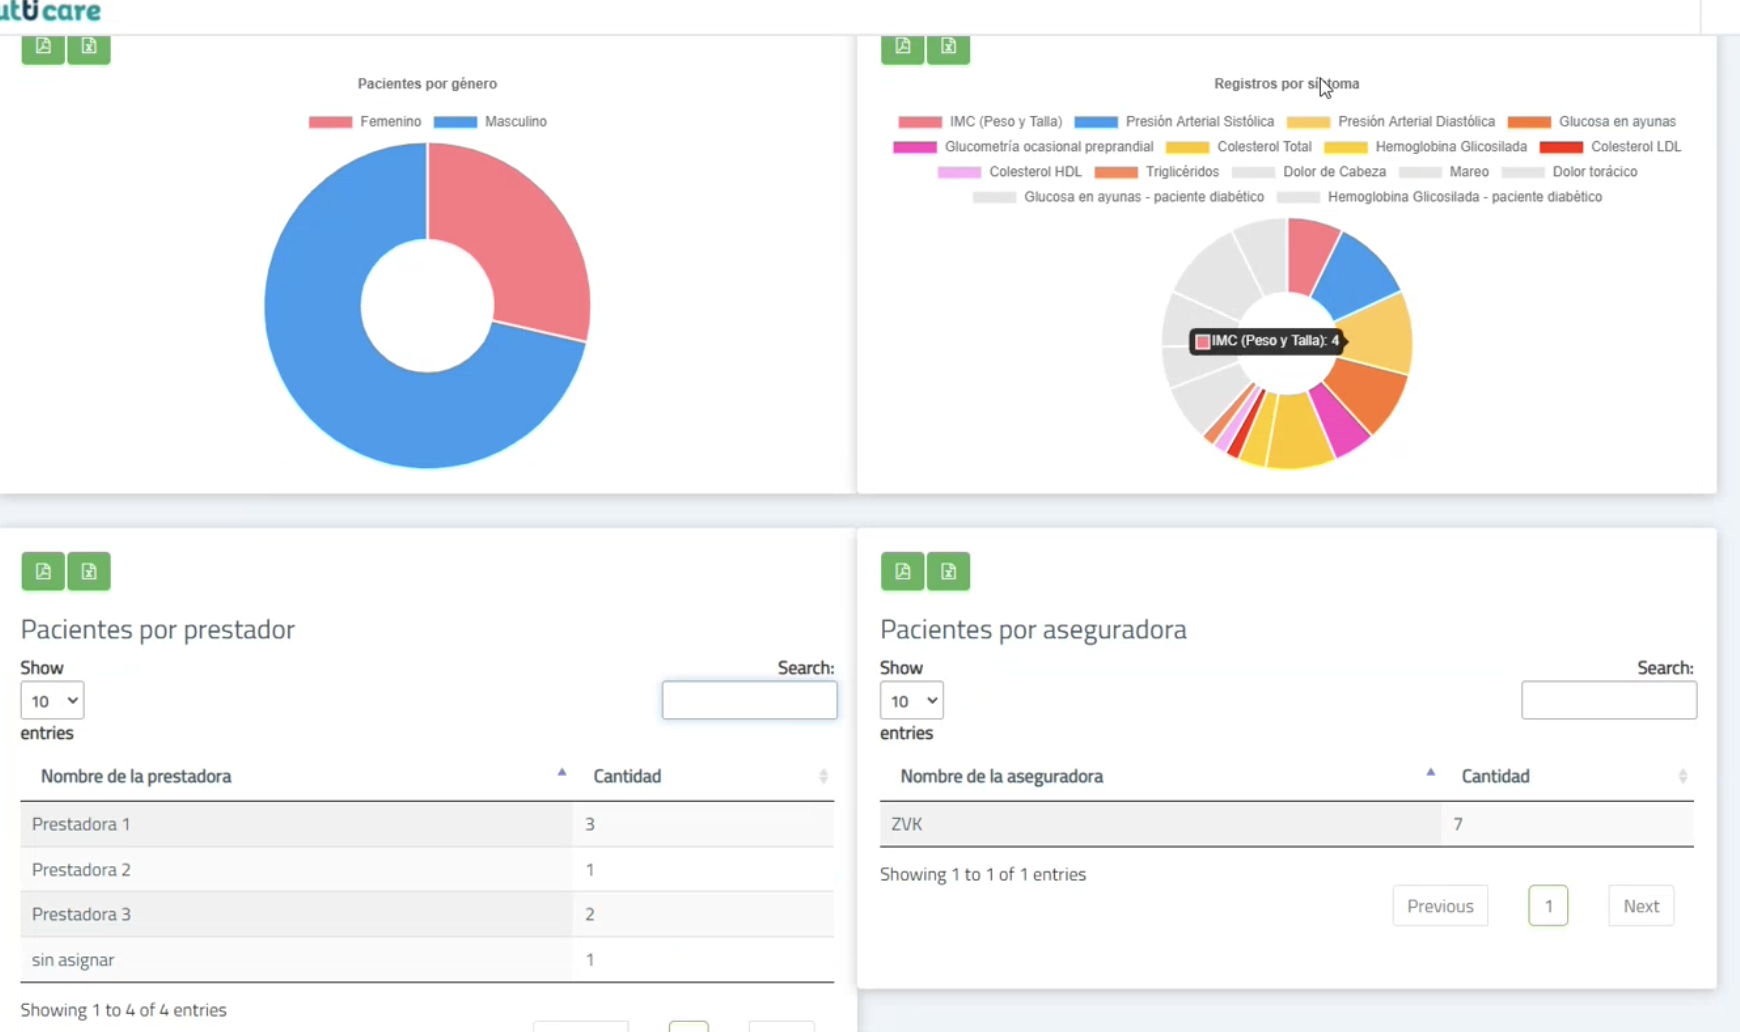 utti care
Pacientes por género
Femenino Masculino
Registros por síntoma
IMC (Peso y Talla) Presión Arterial Sistólica Presión Arterial Diastólica Glucosa en ayunas
Glucometría ocasional preprandial Colesterol Total Hemoglobina Glicosilada Colesterol LDL
Colesterol HDL Triglicéridos Dolor de Cabeza Mareo Dolor torácico
Glucosa en ayunas - paciente diabético Hemoglobina Glicosilada - paciente diabético
IMC (Peso y Talla): 4
Pacientes por prestador
Show
Search:
10
entries
Nombre de la prestadora Cantidad
Prestadora 1 3
Prestadora 2 1
Prestadora 3 2
sin asignar 1
Showing 1 to 4 of 4 entries
Pacientes por aseguradora
Show
Search:
10
entries
Nombre de la aseguradora Cantidad
ZVK 7
Showing 1 to 1 of 1 entries
Previous 1 Next